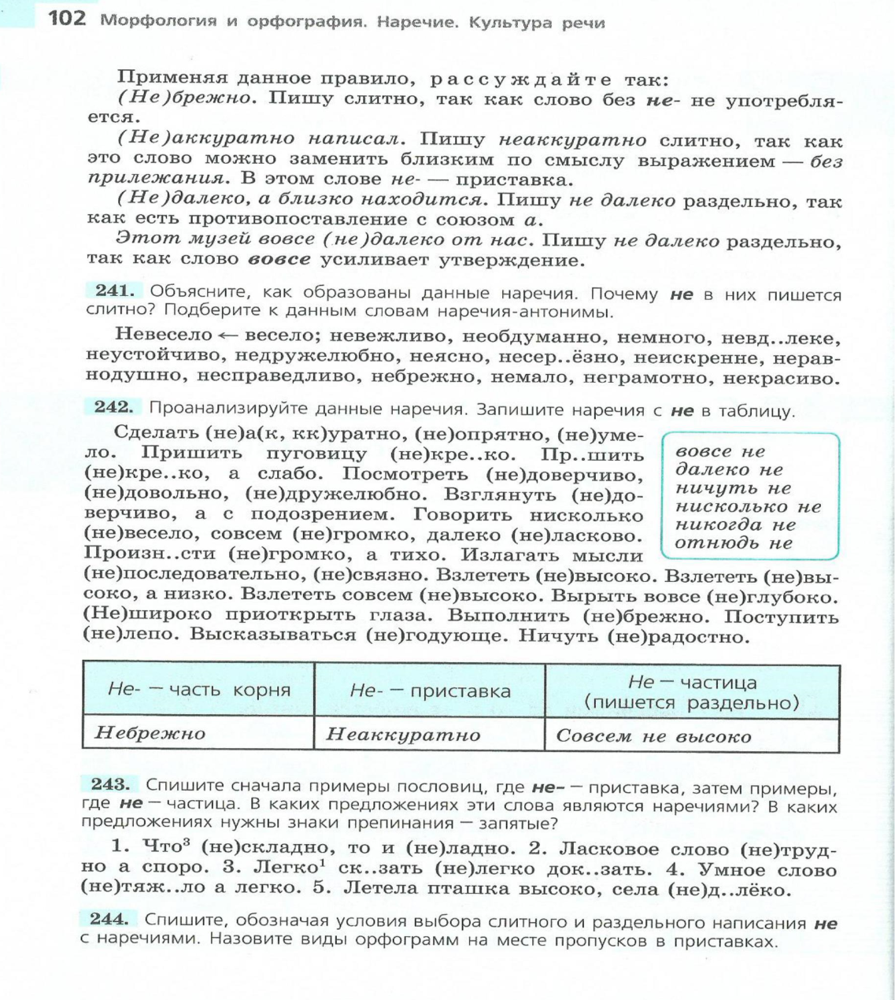 102 Морфология и орфография. Наречие. Культура речи
Применяя данное правило, рассуждайте так:
(Не)брежно. Пишу слитно, так как слово без не- не употребля-
ется.
(Не)аккуратно написал. Пишу неаккуратно слитно, так как
это слово можно заменить близким по смыслу выражением — без
прилежания. В этом слове не- — приставка.
(Не)далеко, а близко находится. Пишу не далеко раздельно, так
как есть противопоставление с союзом а.
Этот музей вовсе (не)далеко от нас. Пишу не далеко раздельно,
так как слово вовсе усиливает утверждение.
241. Объясните, как образованы данные наречия. Почему не в них пишется
слитно? Подберите к данным словам наречия-антонимы.
Невесело ← весело; невежливо, необдуманно, немного, невд..леке,
неустойчиво, недружелюбно, неясно, несер..ёзно, неискренне, нерав-
нодушно, несправедливо, небрежно, немало, неграмотно, некрасиво.
242. Проанализируйте данные наречия. Запишите наречия с не в таблицу.
Сделать (не)а(к, кк)уратно, (не)опрятно, (не)уме-
ло. Пришить пуговицу (не)кре..ко. Пр..шить
(не)кре..ко, а слабо. Посмотреть (не)доверчиво,
(не)довольно, (не)дружелюбно. Взглянуть (не)до-
верчиво, а с подозрением. Говорить нисколько
(не)весело, совсем (не)громко, далеко (не)ласково.
Произн..сти (не)громко, а тихо. Излагать мысли
(не)последовательно, (не)связно. Взлететь (не)высоко. Взлететь (не)вы-
соко, а низко. Взлететь совсем (не)высоко. Вырыть вовсе (не)глубоко.
(Не)широко приоткрыть глаза. Выполнить (не)брежно. Поступить
(не)лепо. Высказываться (не)годующе. Ничуть (не)радостно.
вовсе не
далеко не
ничуть не
нисколько не
никогда не
отнюдь не
Не- — часть корня
Не- — приставка
Не — частица
(пишется раздельно)
Небрежно
Неаккуратно
Совсем не высоко
243. Спишите сначала примеры пословиц, где не- — приставка, затем примеры,
где не — частица. В каких предложениях эти слова являются наречиями? В каких
предложениях нужны знаки препинания — запятые?
1. Что³ (не)складно, то и (не)ладно. 2. Ласковое слово (не)труд-
но а споро. 3. Легко¹ ск..зать (не)легко док..зать. 4. Умное слово
(не)тяж..ло а легко. 5. Летела пташка высоко, села (не)д..лёко.
244. Спишите, обозначая условия выбора слитного и раздельного написания не
с наречиями. Назовите виды орфограмм на месте пропусков в приставках.